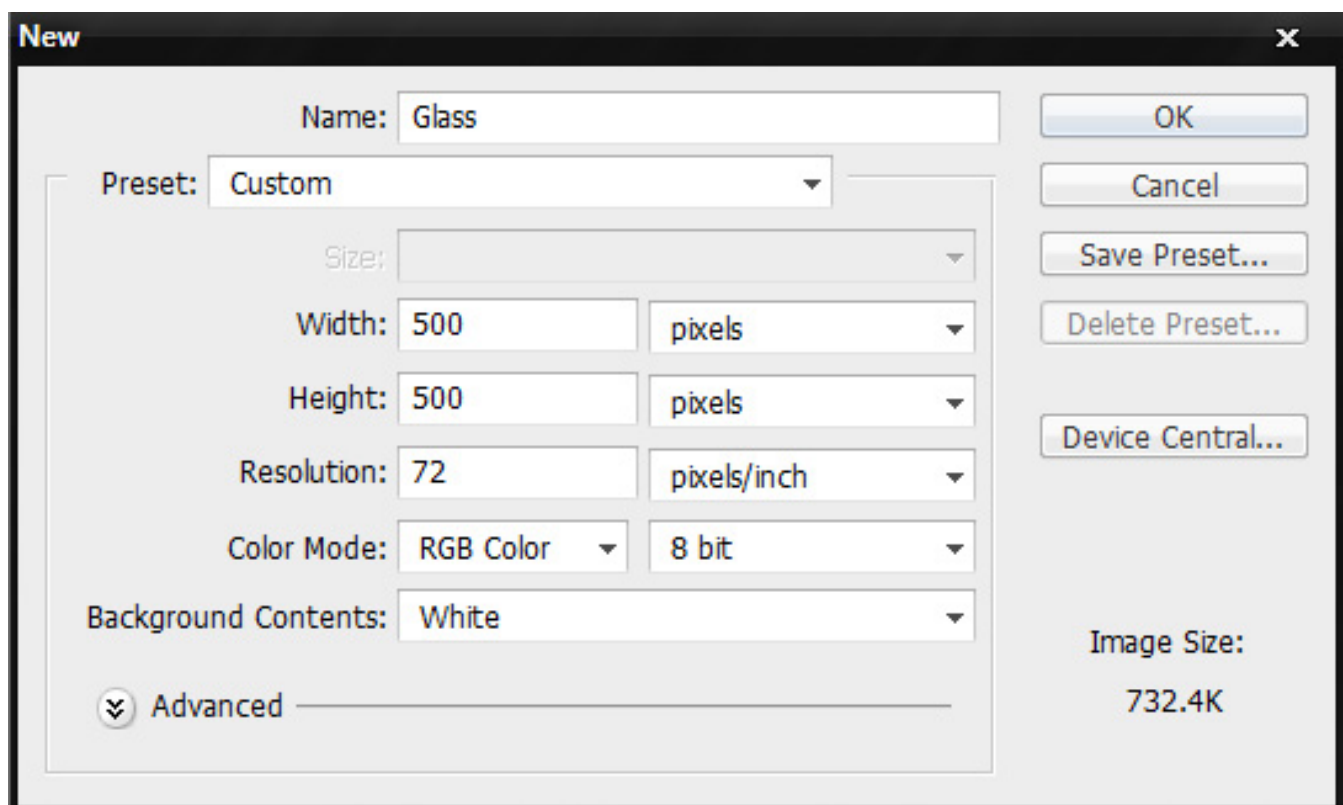 New
Name: Glass
OK
Preset: Custom
Cancel
Size:
Save Preset...
Width: 500 pixels
Delete Preset...
Height: 500 pixels
Device Central...
Resolution: 72 pixels/inch
Color Mode: RGB Color 8 bit
Background Contents: White
Image Size:
732.4K
Advanced